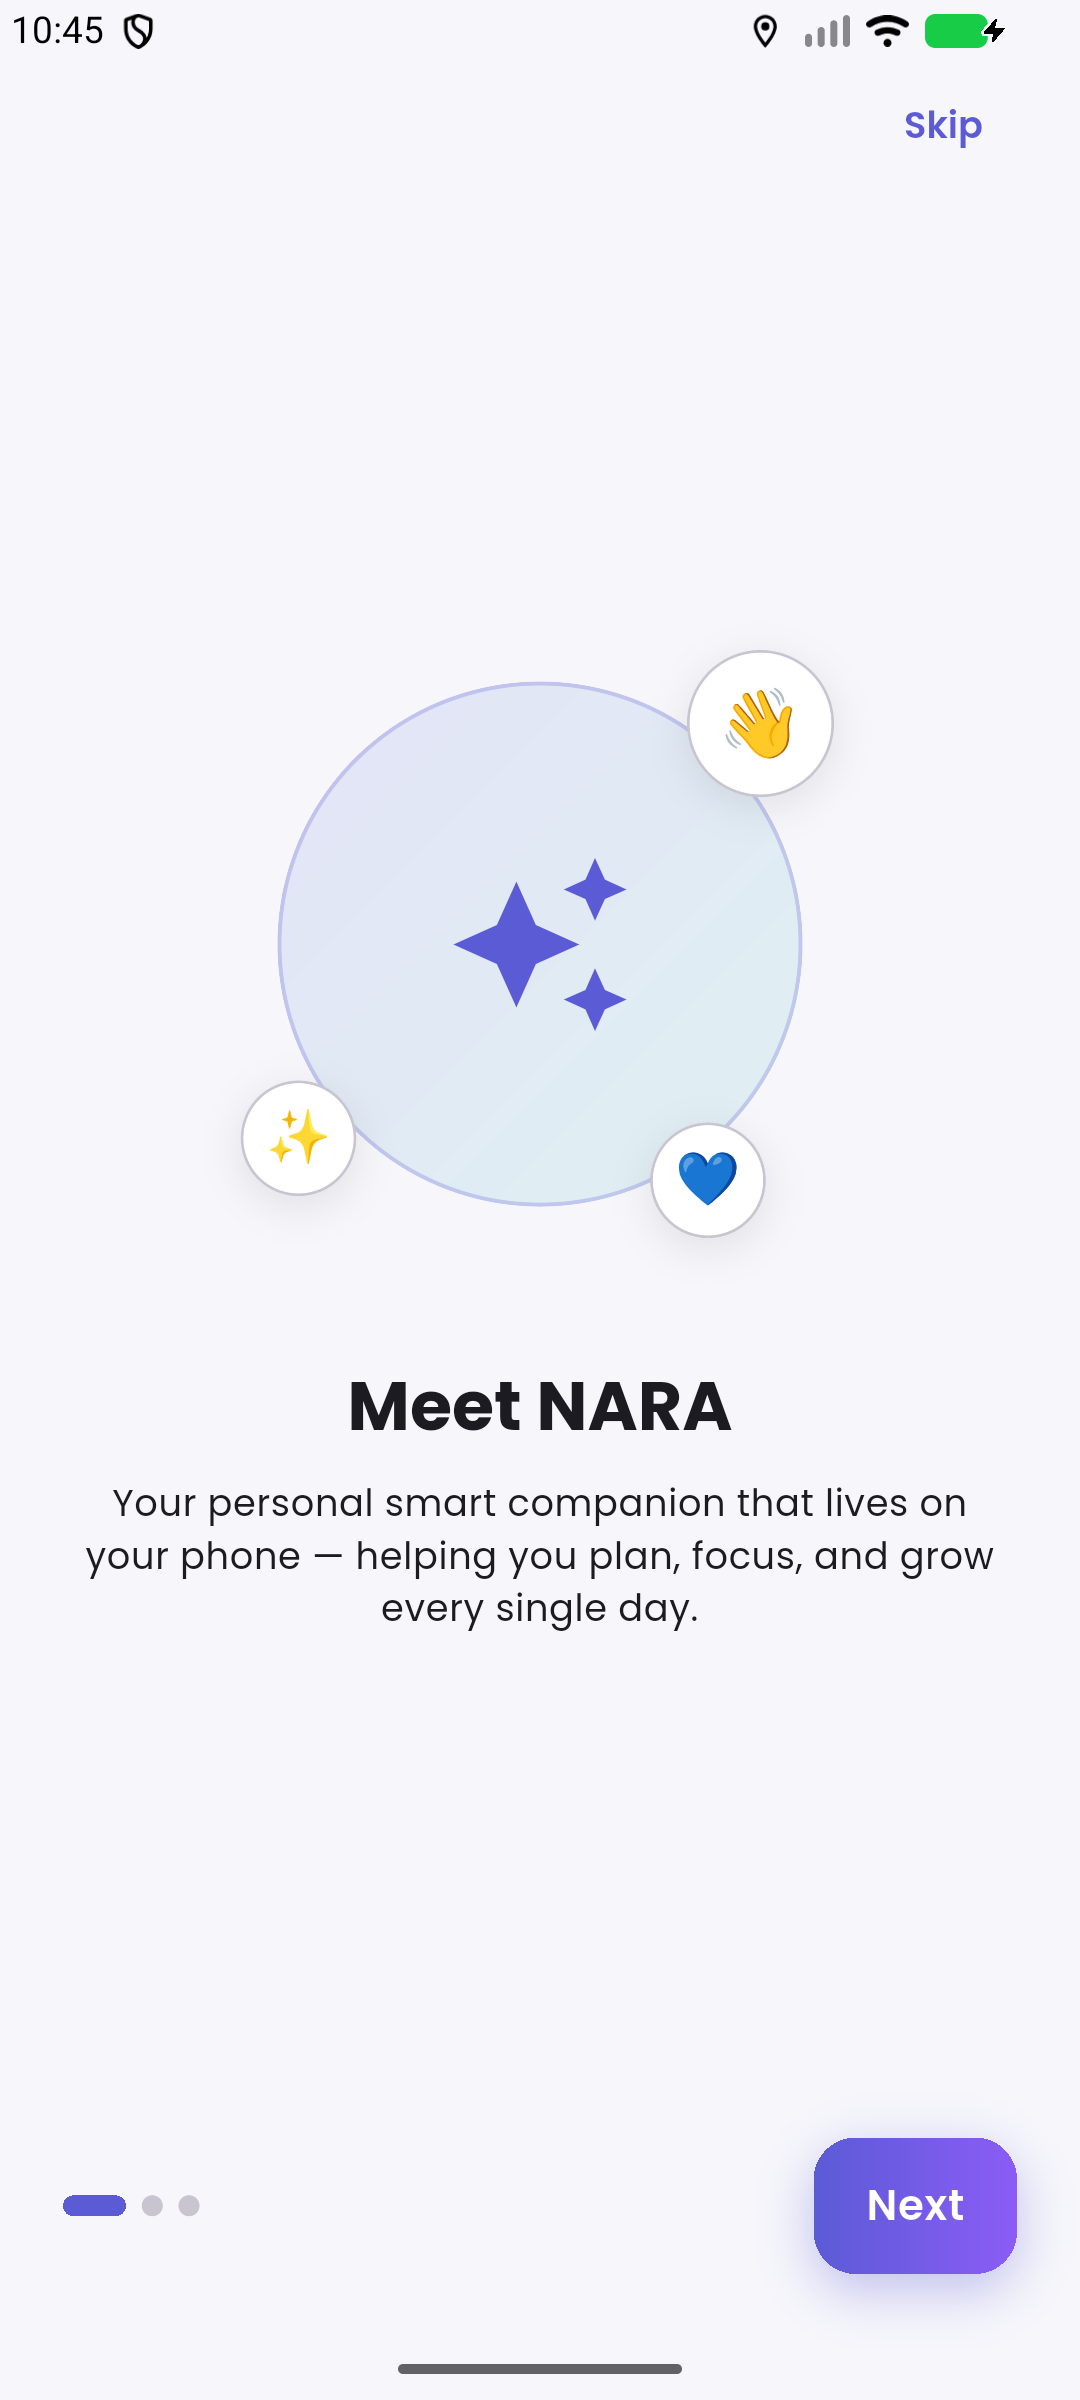 10:45
Skip
Meet NARA
Your personal smart companion that lives on
your phone — helping you plan, focus, and grow
every single day.
Next